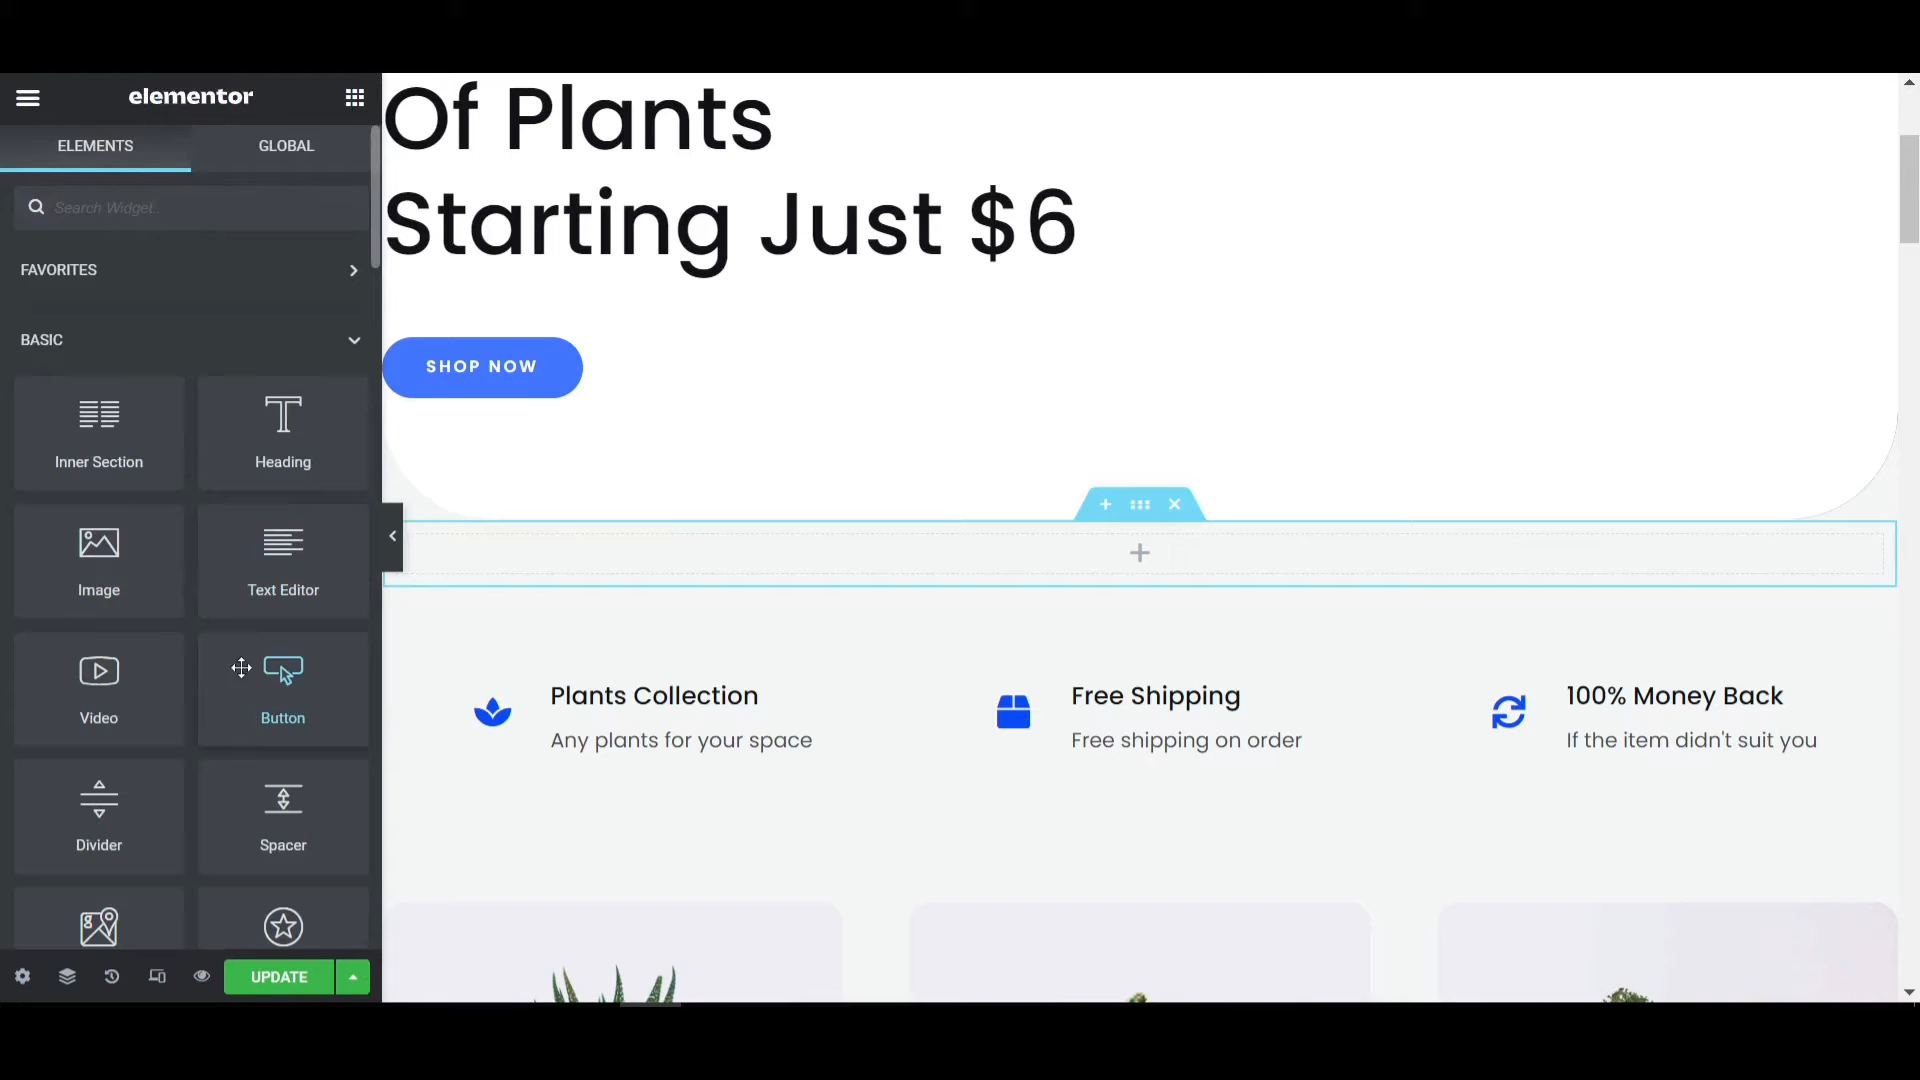 elementor
ELEMENTS
GLOBAL
Search Widget..
FAVORITES
BASIC
Inner Section
Heading
Image
Text Editor
Video
Button
Divider
Spacer
UPDATE
Of Plants
Starting Just $6
SHOP NOW
Plants Collection
Any plants for your space
Free Shipping
Free shipping on order
100% Money Back
If the item didn't suit you